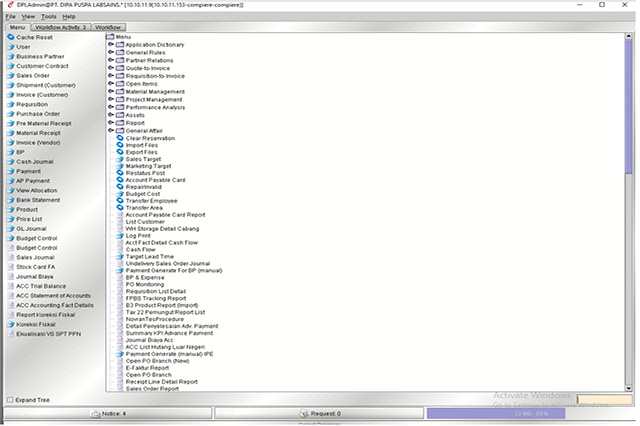 DPLAdmin@PT. DIPA PUSPA LABSAINS.* [10.10.11.9{10.10.11.153-compiere-compiere}]
File View Tools Help
Menu Workflow Activity: 3 Workflow
Cache Reset
User
Business Partner
Customer Contract
Sales Order
Shipment (Customer)
Invoice (Customer)
Requisition
Purchase Order
Pre Material Receipt
Material Receipt
Invoice (Vendor)
BP
Cash Journal
Payment
AP Payment
View Allocation
Bank Statement
Product
Price List
GL Journal
Budget Control
Budget Control
Sales Journal
Stock Card FA
Journal Biaya
ACC Trial Balance
ACC Statement of Accounts
ACC Accounting Fact Details
Report Koreksi Fiskal
Koreksi Fiskal
Ekualisasi VS SPT PPN
Menu
Application Dictionary
General Rules
Partner Relations
Quote-to-Invoice
Requisition-to-Invoice
Open Items
Material Management
Project Management
Performance Analysis
Assets
Report
General Affair
Clear Reservation
Import Files
Export Files
Sales Target
Marketing Target
Restatus Post
Account Payable Card
RepairInvalid
Budget Cost
Transfer Employee
Transfer Area
Account Payable Card Report
List Customer
WH Storage Detail Cabang
Log Print
Acct Fact Detail Cash Flow
Cash Flow
Target Lead Time
Undelivery Sales Order Journal
Payment Generate For BP (manual)
BP & Expense
PO Monitoring
Requisition List Detail
FPBS Tracking Report
B3 Product Report (Import)
Tax 22 Pemungut Report List
NovranTesProcedure
Detail Penyelesaian Adv. Payment
Summary KPI Advance Payment
Journal Biaya Acc
ACC List Hutang Luar Negeri
Payment Generate (manual) IPE
Open PO Branch (New)
E-Faktur Report
Open PO Branch
Receipt Line Detail Report
Sales Order Report
Expand Tree
Activate Windows
Go to Settings to activate Windows.
Notice: 4
Request: 0